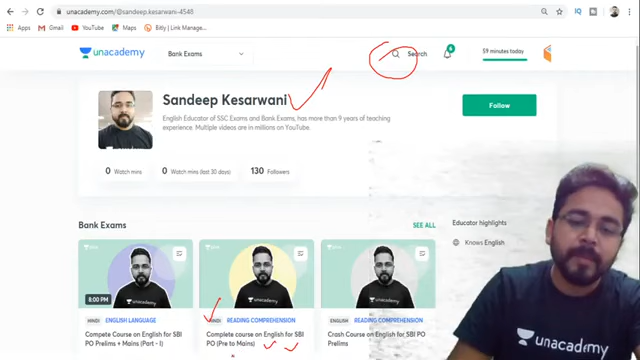 unacademy.com/@sandeep.kesarwani-4548
Apps
Gmail
YouTube
Maps
Bitly | Link Manage...
unacademy
Bank Exams
Search
6
59 minutes today
Sandeep Kesarwani
English Educator of SSC Exams and Bank Exams, has more than 9 years of teaching
experience. Multiple videos are in millions on YouTube.
Follow
0 Watch mins
0 Watch mins (last 30 days)
130 Followers
Bank Exams
SEE ALL
Educator highlights
Knows English
8:00 PM
unacademy
unacademy
unacademy
HINDI ENGLISH LANGUAGE
Compete Course on English for SBI
PO Prelims + Mains (Part - I)
HINDI READING COMPREHENSION
Complete course on English for SBI
PO (Pre to Mains)
ENGLISH READING COMPREHENSION
Crash Course on English for SBI
PO Prelims
unacademy